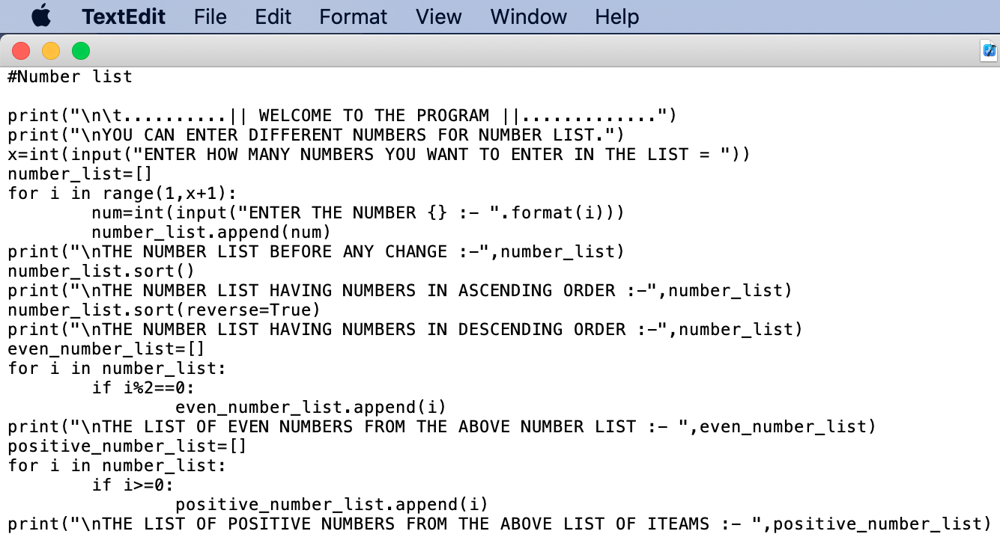 TextEdit File Edit Format View Window Help
#Number list

print("\n\t..........|| WELCOME TO THE PROGRAM ||.............")
print("\nYOU CAN ENTER DIFFERENT NUMBERS FOR NUMBER LIST.")
x=int(input("ENTER HOW MANY NUMBERS YOU WANT TO ENTER IN THE LIST = "))
number_list=[]
for i in range(1,x+1):
        num=int(input("ENTER THE NUMBER {} :- ".format(i)))
        number_list.append(num)
print("\nTHE NUMBER LIST BEFORE ANY CHANGE :-",number_list)
number_list.sort()
print("\nTHE NUMBER LIST HAVING NUMBERS IN ASCENDING ORDER :-",number_list)
number_list.sort(reverse=True)
print("\nTHE NUMBER LIST HAVING NUMBERS IN DESCENDING ORDER :-",number_list)
even_number_list=[]
for i in number_list:
        if i%2==0:
                even_number_list.append(i)
print("\nTHE LIST OF EVEN NUMBERS FROM THE ABOVE NUMBER LIST :- ",even_number_list)
positive_number_list=[]
for i in number_list:
        if i>=0:
                positive_number_list.append(i)
print("\nTHE LIST OF POSITIVE NUMBERS FROM THE ABOVE LIST OF ITEAMS :- ",positive_number_list)